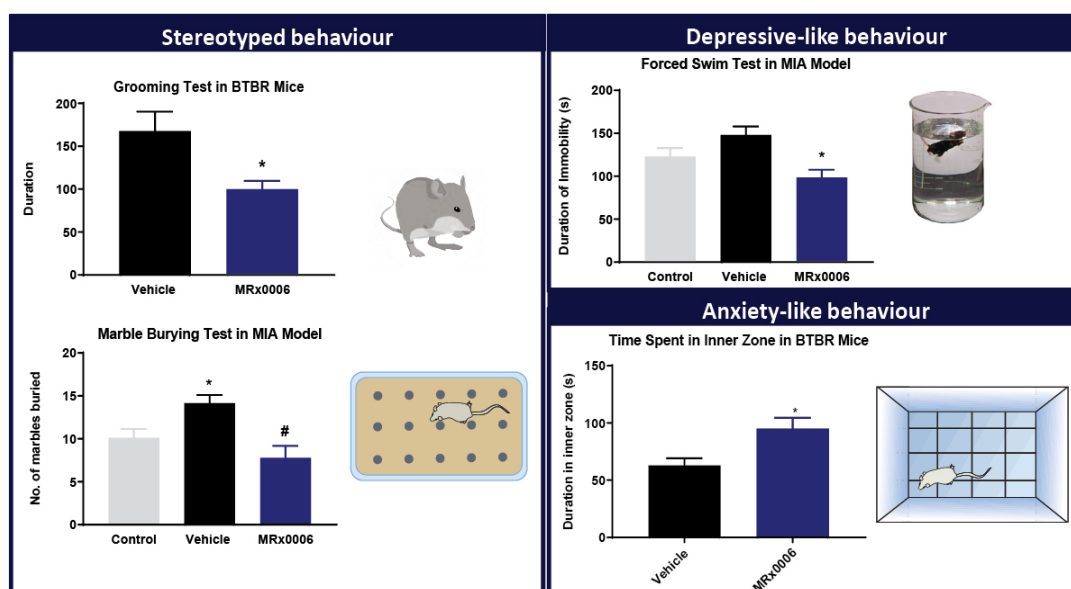 Stereotyped behaviour
Grooming Test in BTBR Mice
Duration
200
150
100
50
0
*
Vehicle
MRx0006
Marble Burying Test in MIA Model
No. of marbles buried
20
15
10
5
0
*
#
Control
Vehicle
MRx0006
Depressive-like behaviour
Forced Swim Test in MIA Model
Duration of Immobility (s)
200
150
100
50
0
*
Control
Vehicle
MRx0006
Anxiety-like behaviour
Time Spent in Inner Zone in BTBR Mice
Duration in inner zone (s)
150
100
50
0
*
Vehicle
MRx0006